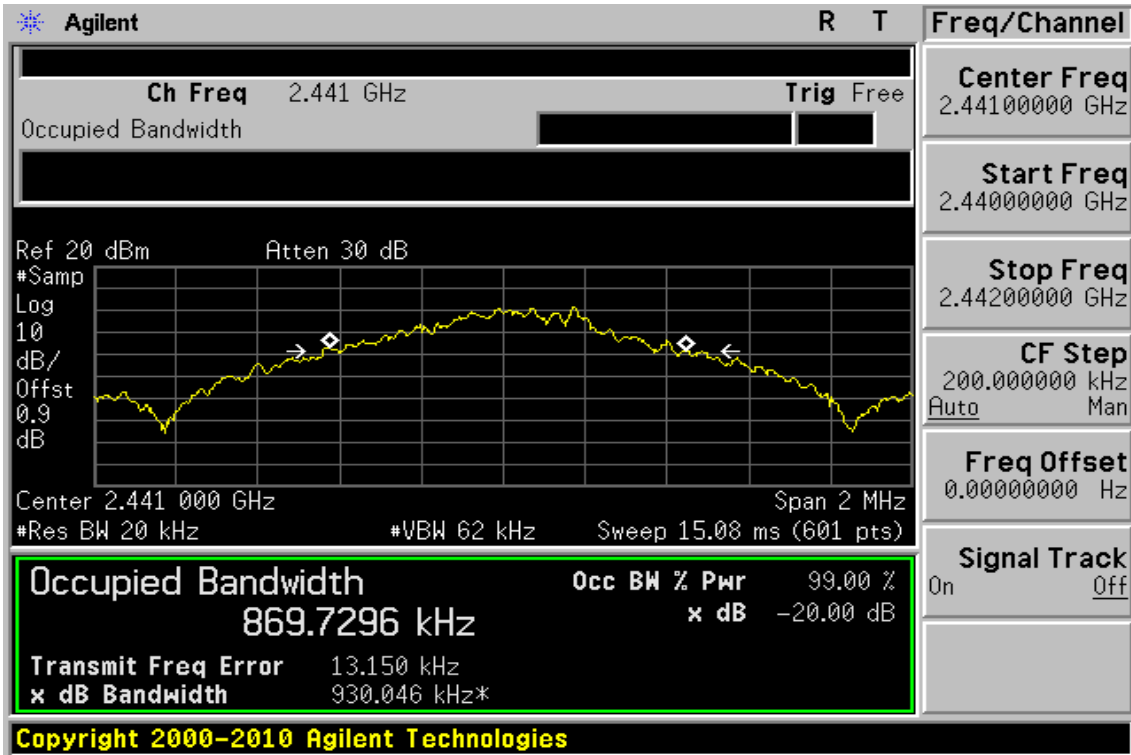 Agilent R T Freq/Channel
Ch Freq 2.441 GHz Trig Free
Occupied Bandwidth
Center Freq
2.44100000 GHz
Start Freq
2.44000000 GHz
Stop Freq
2.44200000 GHz
CF Step
200.000000 kHz
Auto Man
Freq Offset
0.00000000 Hz
Signal Track
On Off
Ref 20 dBm Atten 30 dB
#Samp
Log
10
dB/
Offst
0.9
dB
Center 2.441 000 GHz Span 2 MHz
#Res BW 20 kHz #VBW 62 kHz Sweep 15.08 ms (601 pts)
Occupied Bandwidth Occ BW % Pwr 99.00 %
869.7296 kHz x dB -20.00 dB
Transmit Freq Error 13.150 kHz
x dB Bandwidth 930.046 kHz*
Copyright 2000-2010 Agilent Technologies